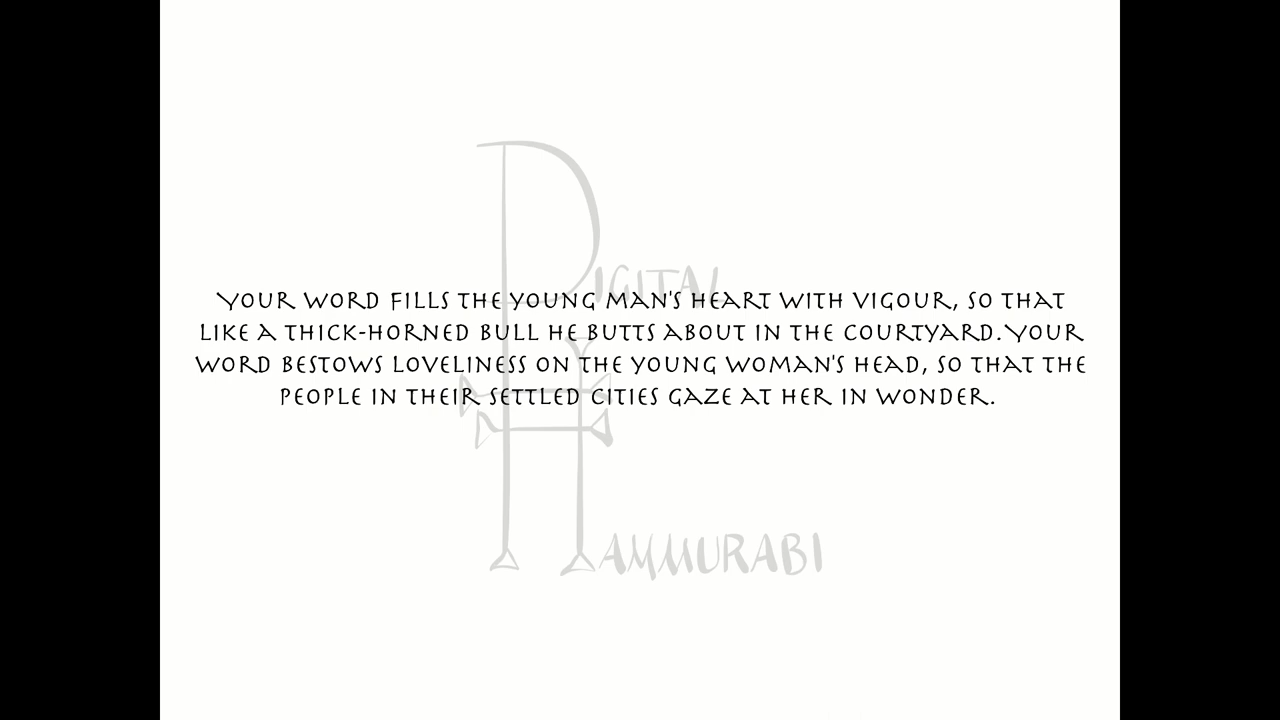 Your word fills the young man's heart with vigour, so that
like a thick-horned bull he butts about in the courtyard. Your
word bestows loveliness on the young woman's head, so that the
people in their settled cities gaze at her in wonder.
Digital
Hammurabi